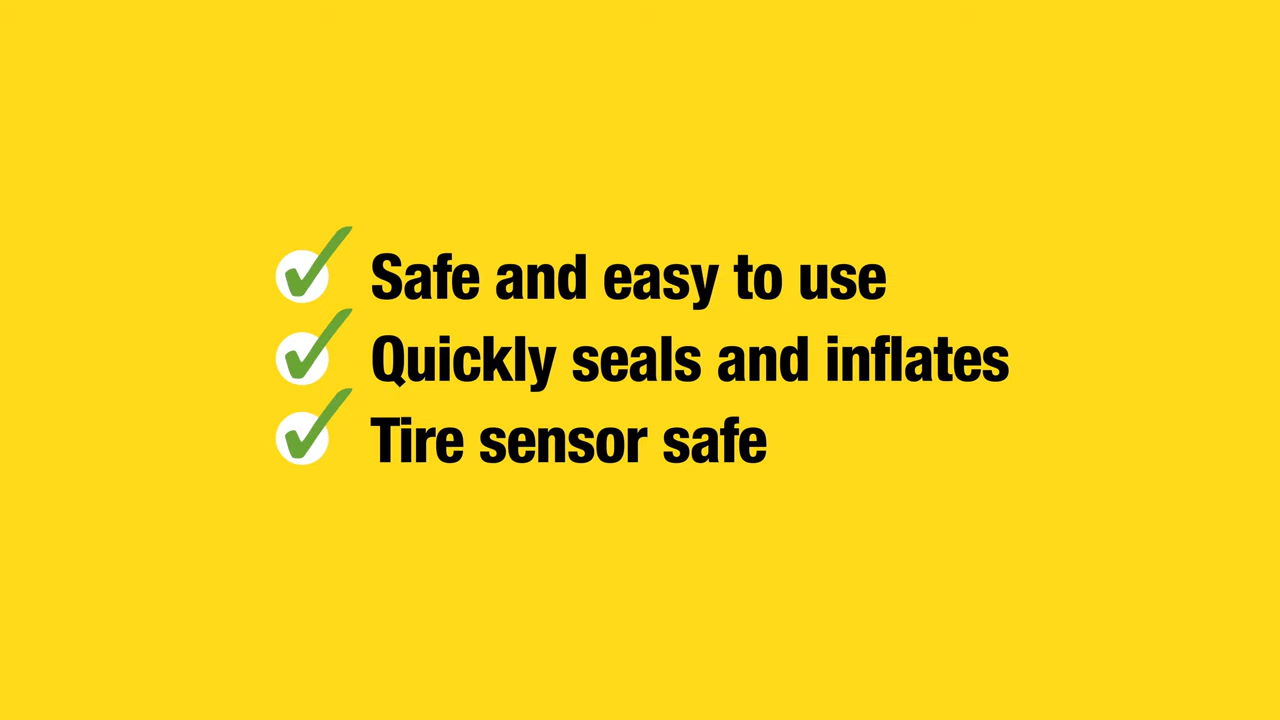 Safe and easy to use
Quickly seals and inflates
Tire sensor safe